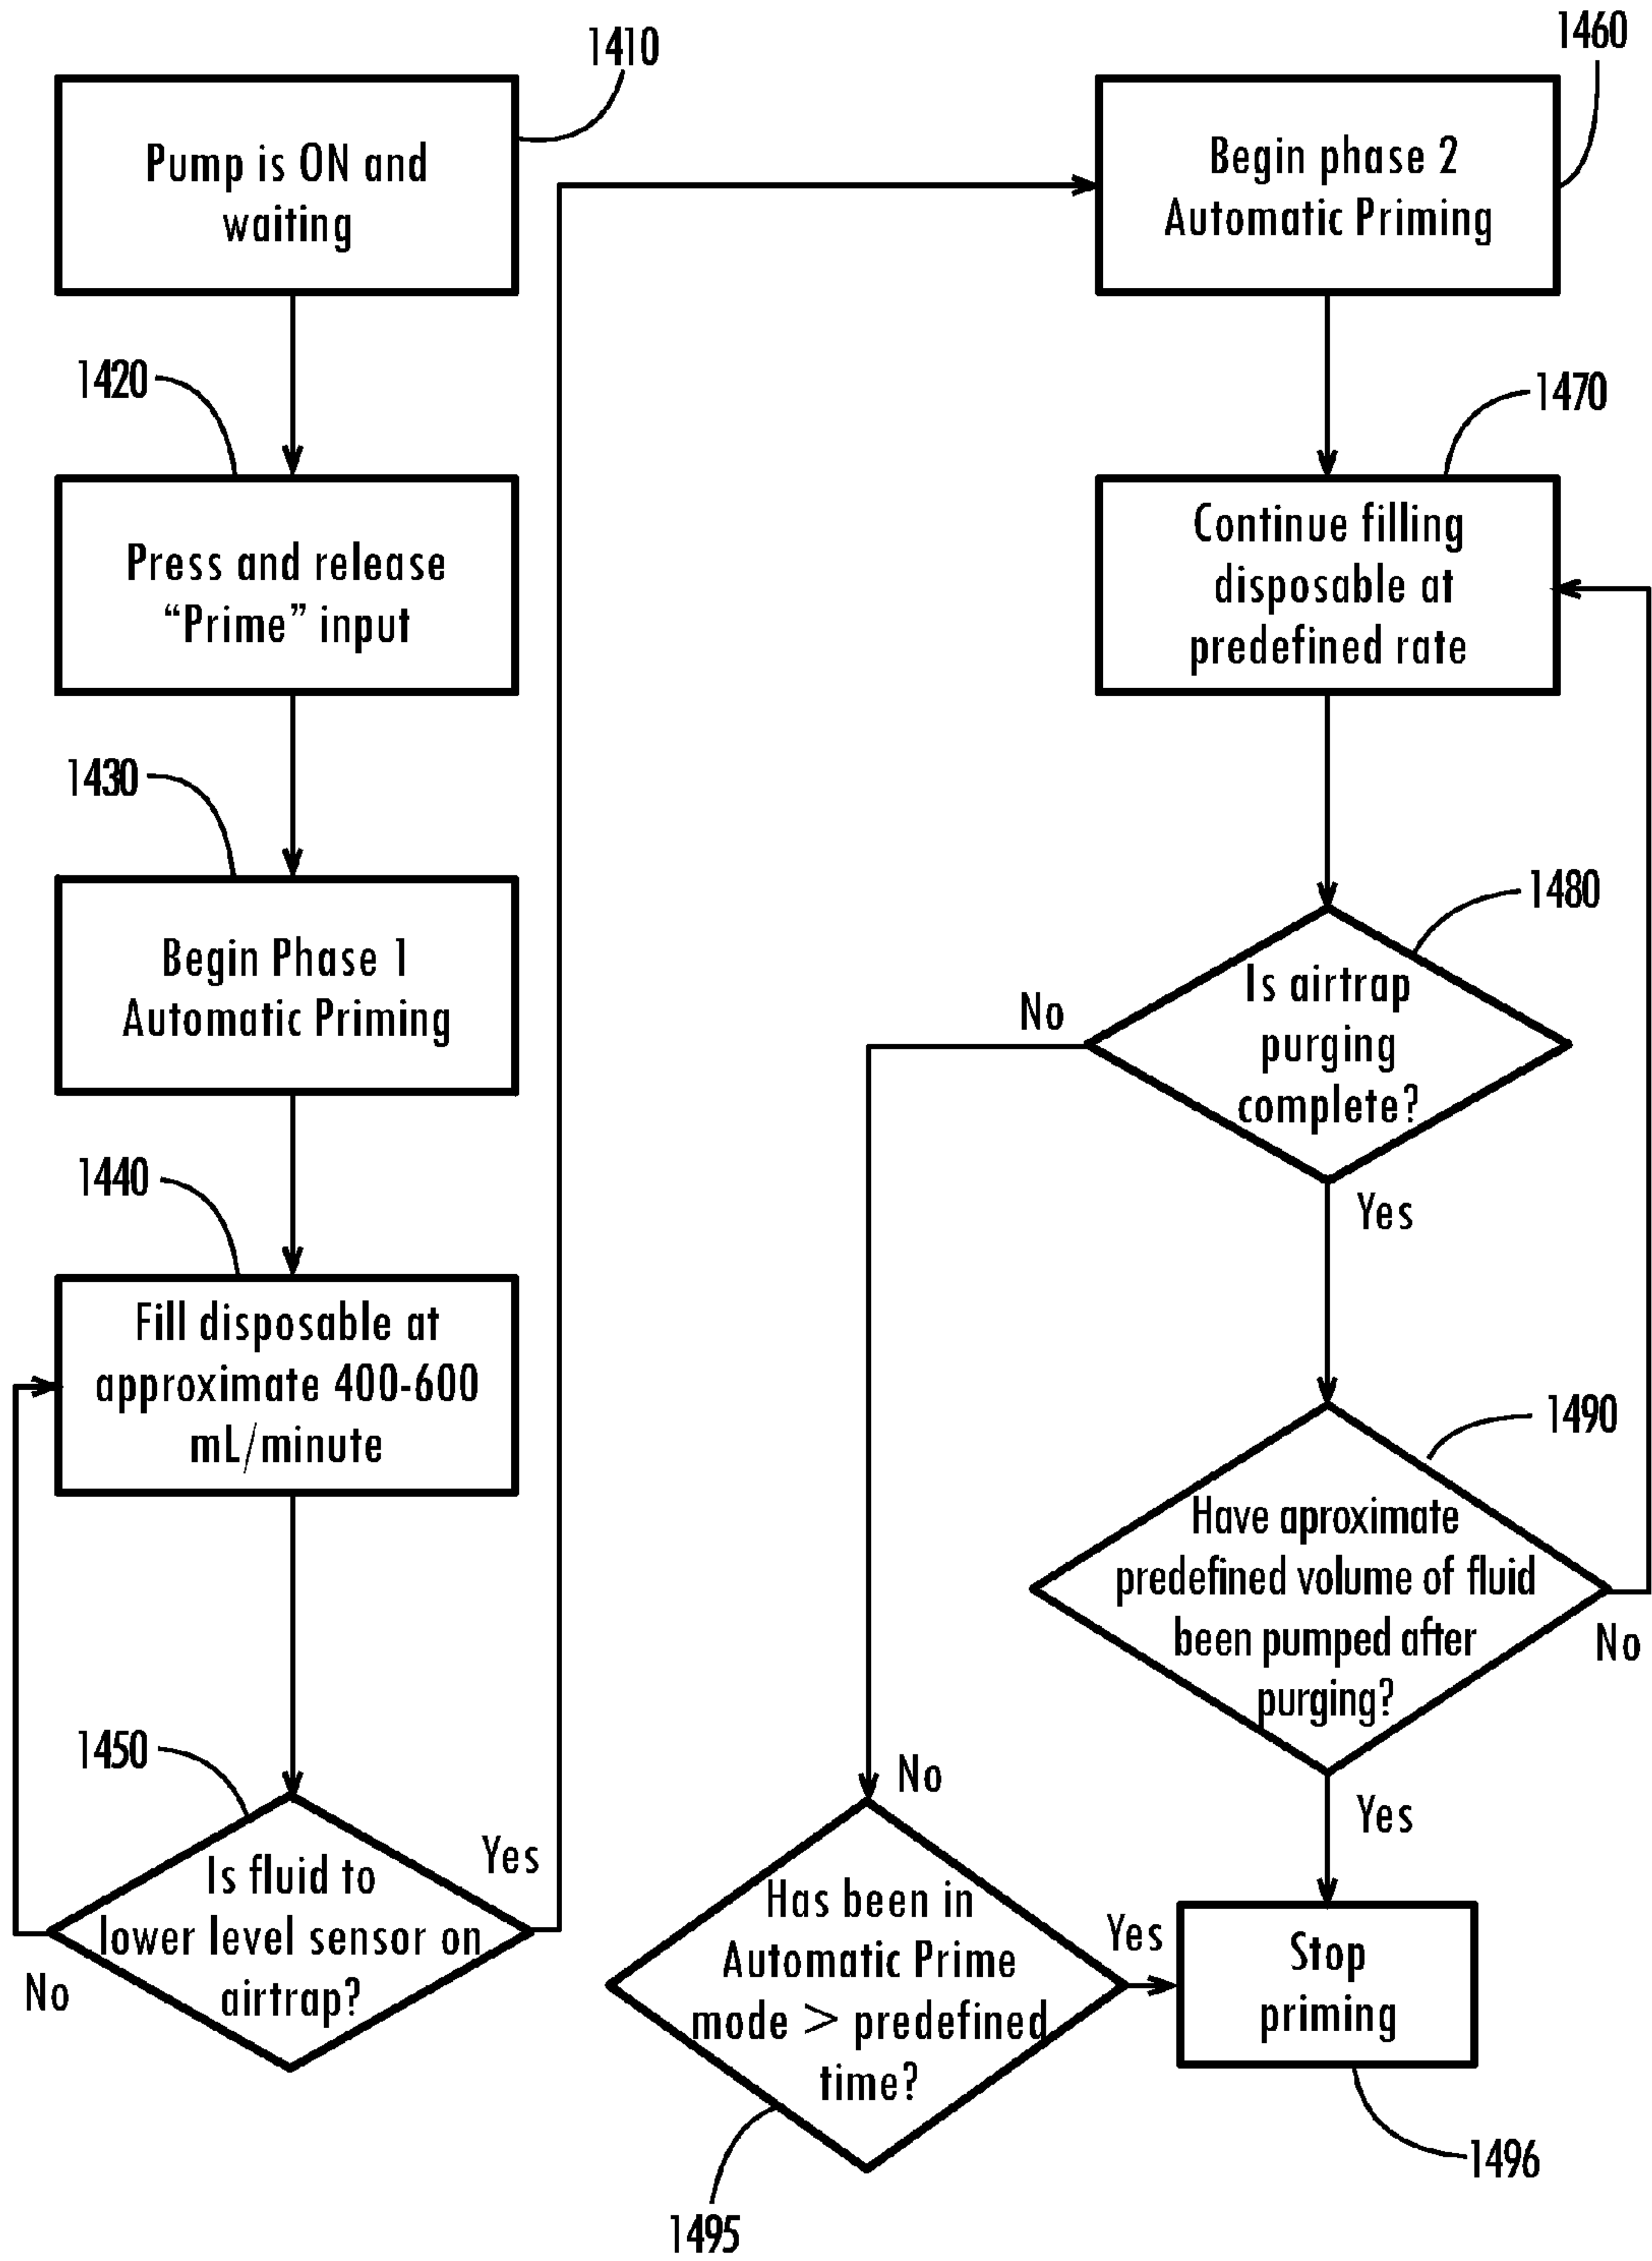 1410
Pump is ON and
waiting
1420
Press and release
“Prime” input
1430
Begin Phase 1
Automatic Priming
1440
Fill disposable at
approximate 400-600
mL/minute
1450
Is fluid to
lower level sensor on
airtrap?
No
Yes
1460
Begin phase 2
Automatic Priming
1470
Continue filling
disposable at
predefined rate
1480
Is airtrap
purging
complete?
No
Yes
1490
Have aproximate
predefined volume of fluid
been pumped after
purging?
No
Yes
No
Has been in
Automatic Prime
mode > predefined
time?
Yes
1495
Stop
priming
1496